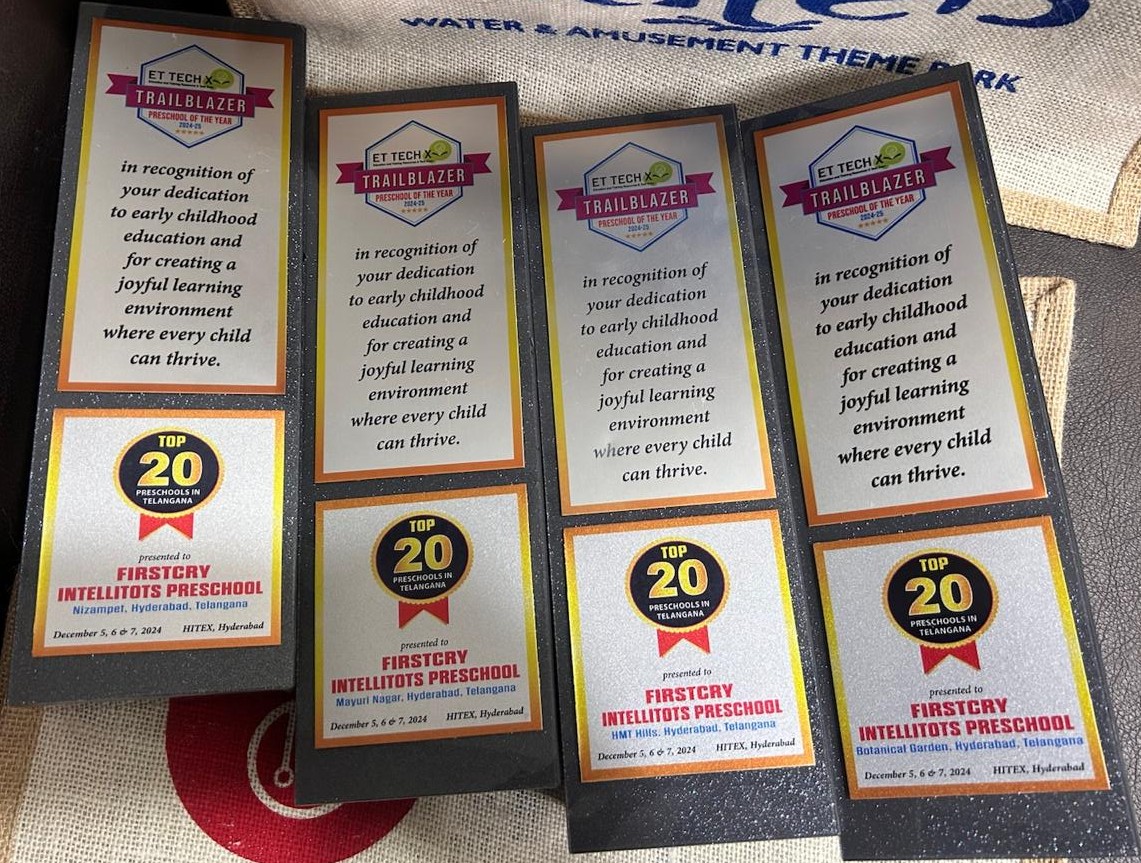 WATER & AMUSEMENT THEME PARK
ET TECH X
TRAILBLAZER
PRESCHOOL OF THE YEAR
2024-25
in recognition of
your dedication
to early childhood
education and
for creating a
joyful learning
environment
where every child
can thrive.
TOP
20
PRESCHOOLS IN
TELANGANA
presented to
FIRSTCRY
INTELLITOTS PRESCHOOL
Nizampet, Hyderabad, Telangana
December 5, 6 & 7, 2024 HITEX, Hyderabad
ET TECH X
TRAILBLAZER
PRESCHOOL OF THE YEAR
2024-25
in recognition of
your dedication
to early childhood
education and
for creating a
joyful learning
environment
where every child
can thrive.
TOP
20
PRESCHOOLS IN
TELANGANA
presented to
FIRSTCRY
INTELLITOTS PRESCHOOL
Mayuri Nagar, Hyderabad, Telangana
December 5, 6 & 7, 2024 HITEX, Hyderabad
ET TECH X
TRAILBLAZER
PRESCHOOL OF THE YEAR
2024-25
in recognition of
your dedication
to early childhood
education and
for creating a
joyful learning
environment
where every child
can thrive.
TOP
20
PRESCHOOLS IN
TELANGANA
presented to
FIRSTCRY
INTELLITOTS PRESCHOOL
HMT Hills, Hyderabad, Telangana
December 5, 6 & 7, 2024 HITEX, Hyderabad
ET TECH X
TRAILBLAZER
PRESCHOOL OF THE YEAR
2024-25
in recognition of
your dedication
to early childhood
education and
for creating a
joyful learning
environment
where every child
can thrive.
TOP
20
PRESCHOOLS IN
TELANGANA
presented to
FIRSTCRY
INTELLITOTS PRESCHOOL
Botanical Garden, Hyderabad, Telangana
December 5, 6 & 7, 2024 HITEX, Hyderabad